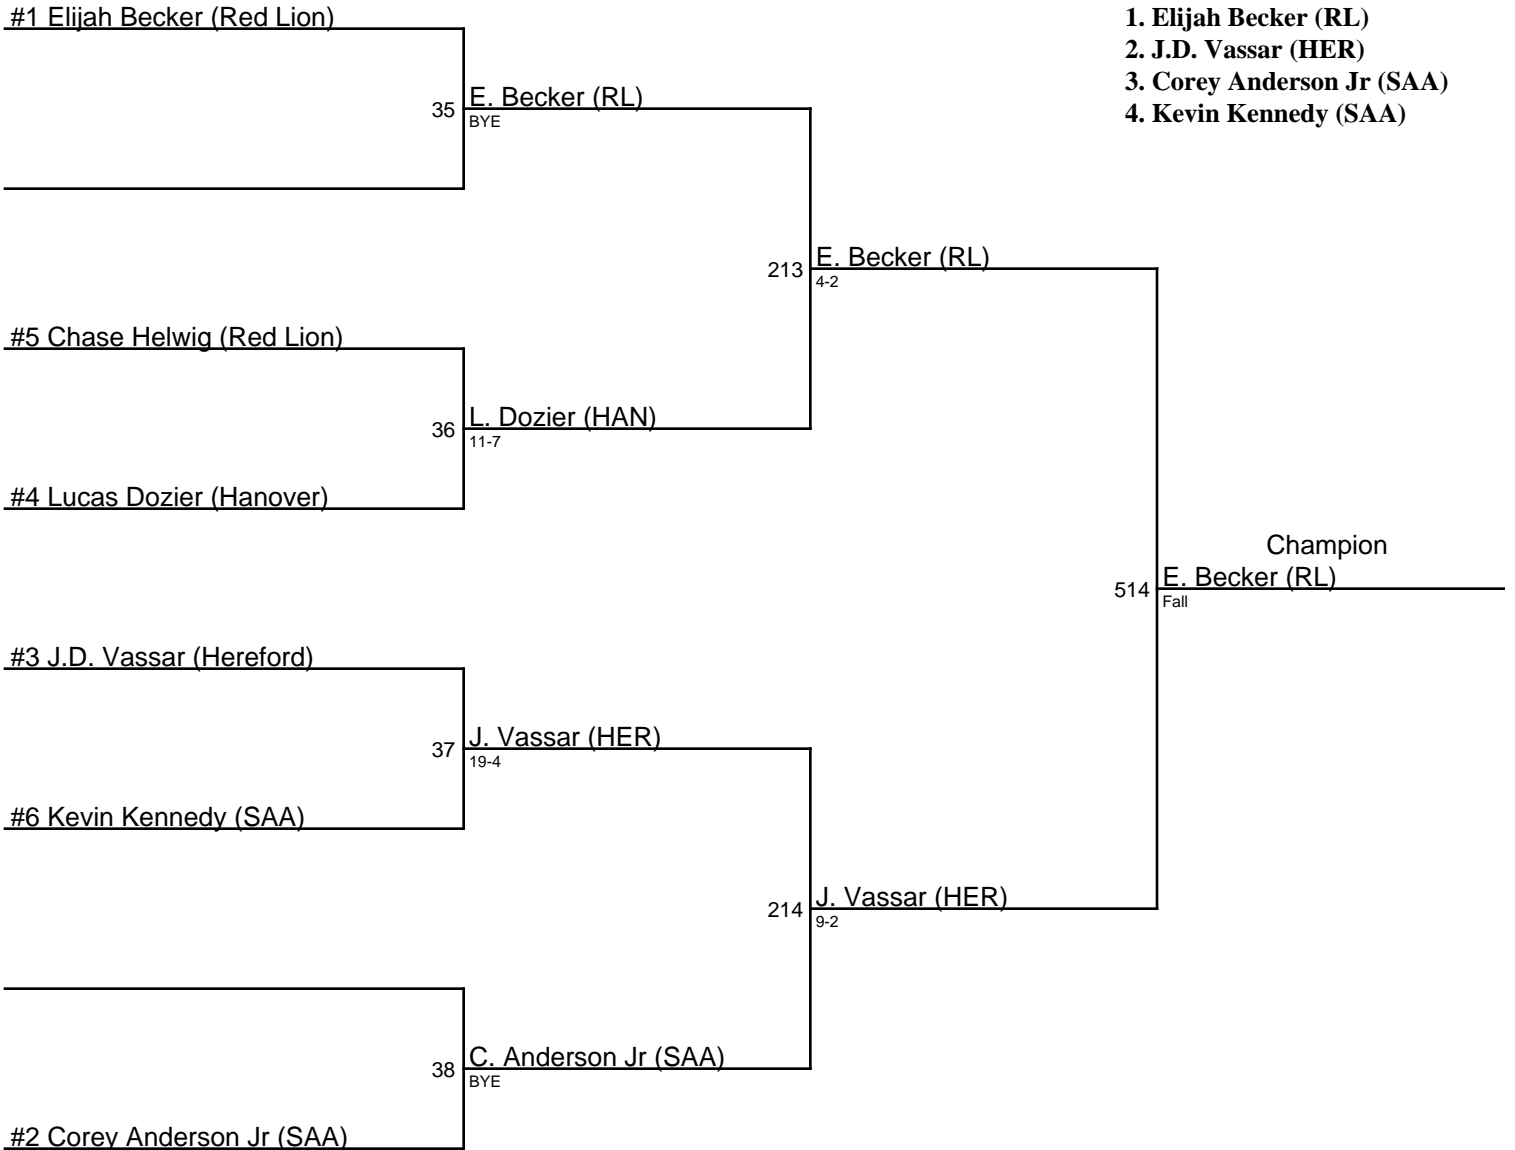 #1 Elijah Becker (Red Lion)
1. Elijah Becker (RL)
2. J.D. Vassar (HER)
3. Corey Anderson Jr (SAA)
4. Kevin Kennedy (SAA)
35
E. Becker (RL)
BYE
213
E. Becker (RL)
4-2
#5 Chase Helwig (Red Lion)
36
L. Dozier (HAN)
11-7
#4 Lucas Dozier (Hanover)
Champion
514
E. Becker (RL)
Fall
#3 J.D. Vassar (Hereford)
37
J. Vassar (HER)
19-4
#6 Kevin Kennedy (SAA)
214
J. Vassar (HER)
9-2
38
C. Anderson Jr (SAA)
BYE
#2 Corey Anderson Jr (SAA)